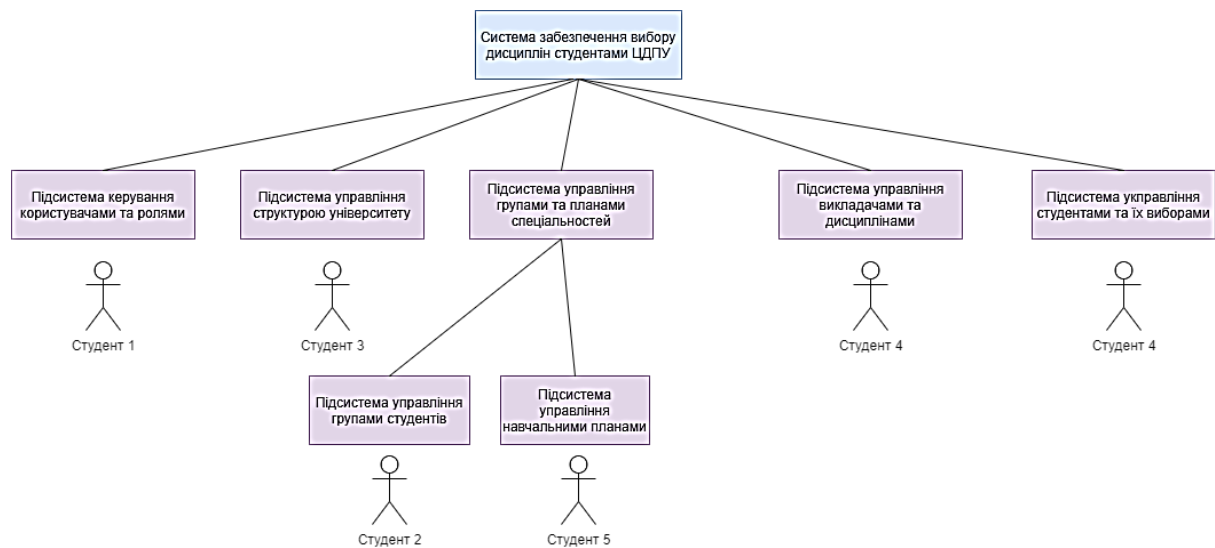 Система забезпечення вибору
дисциплін студентами ЦДПУ
Підсистема керування
користувачами та ролями
Підсистема управління
структурою університету
Підсистема управління
групами та планами
спеціальностей
Підсистема управління
викладачами та
дисциплінами
Підсистема укправління
студентами та їх виборами
Студент 1
Студент 3
Студент 4
Студент 4
Підсистема управління
групами студентів
Підсистема
управління
навчальними планами
Студент 2
Студент 5